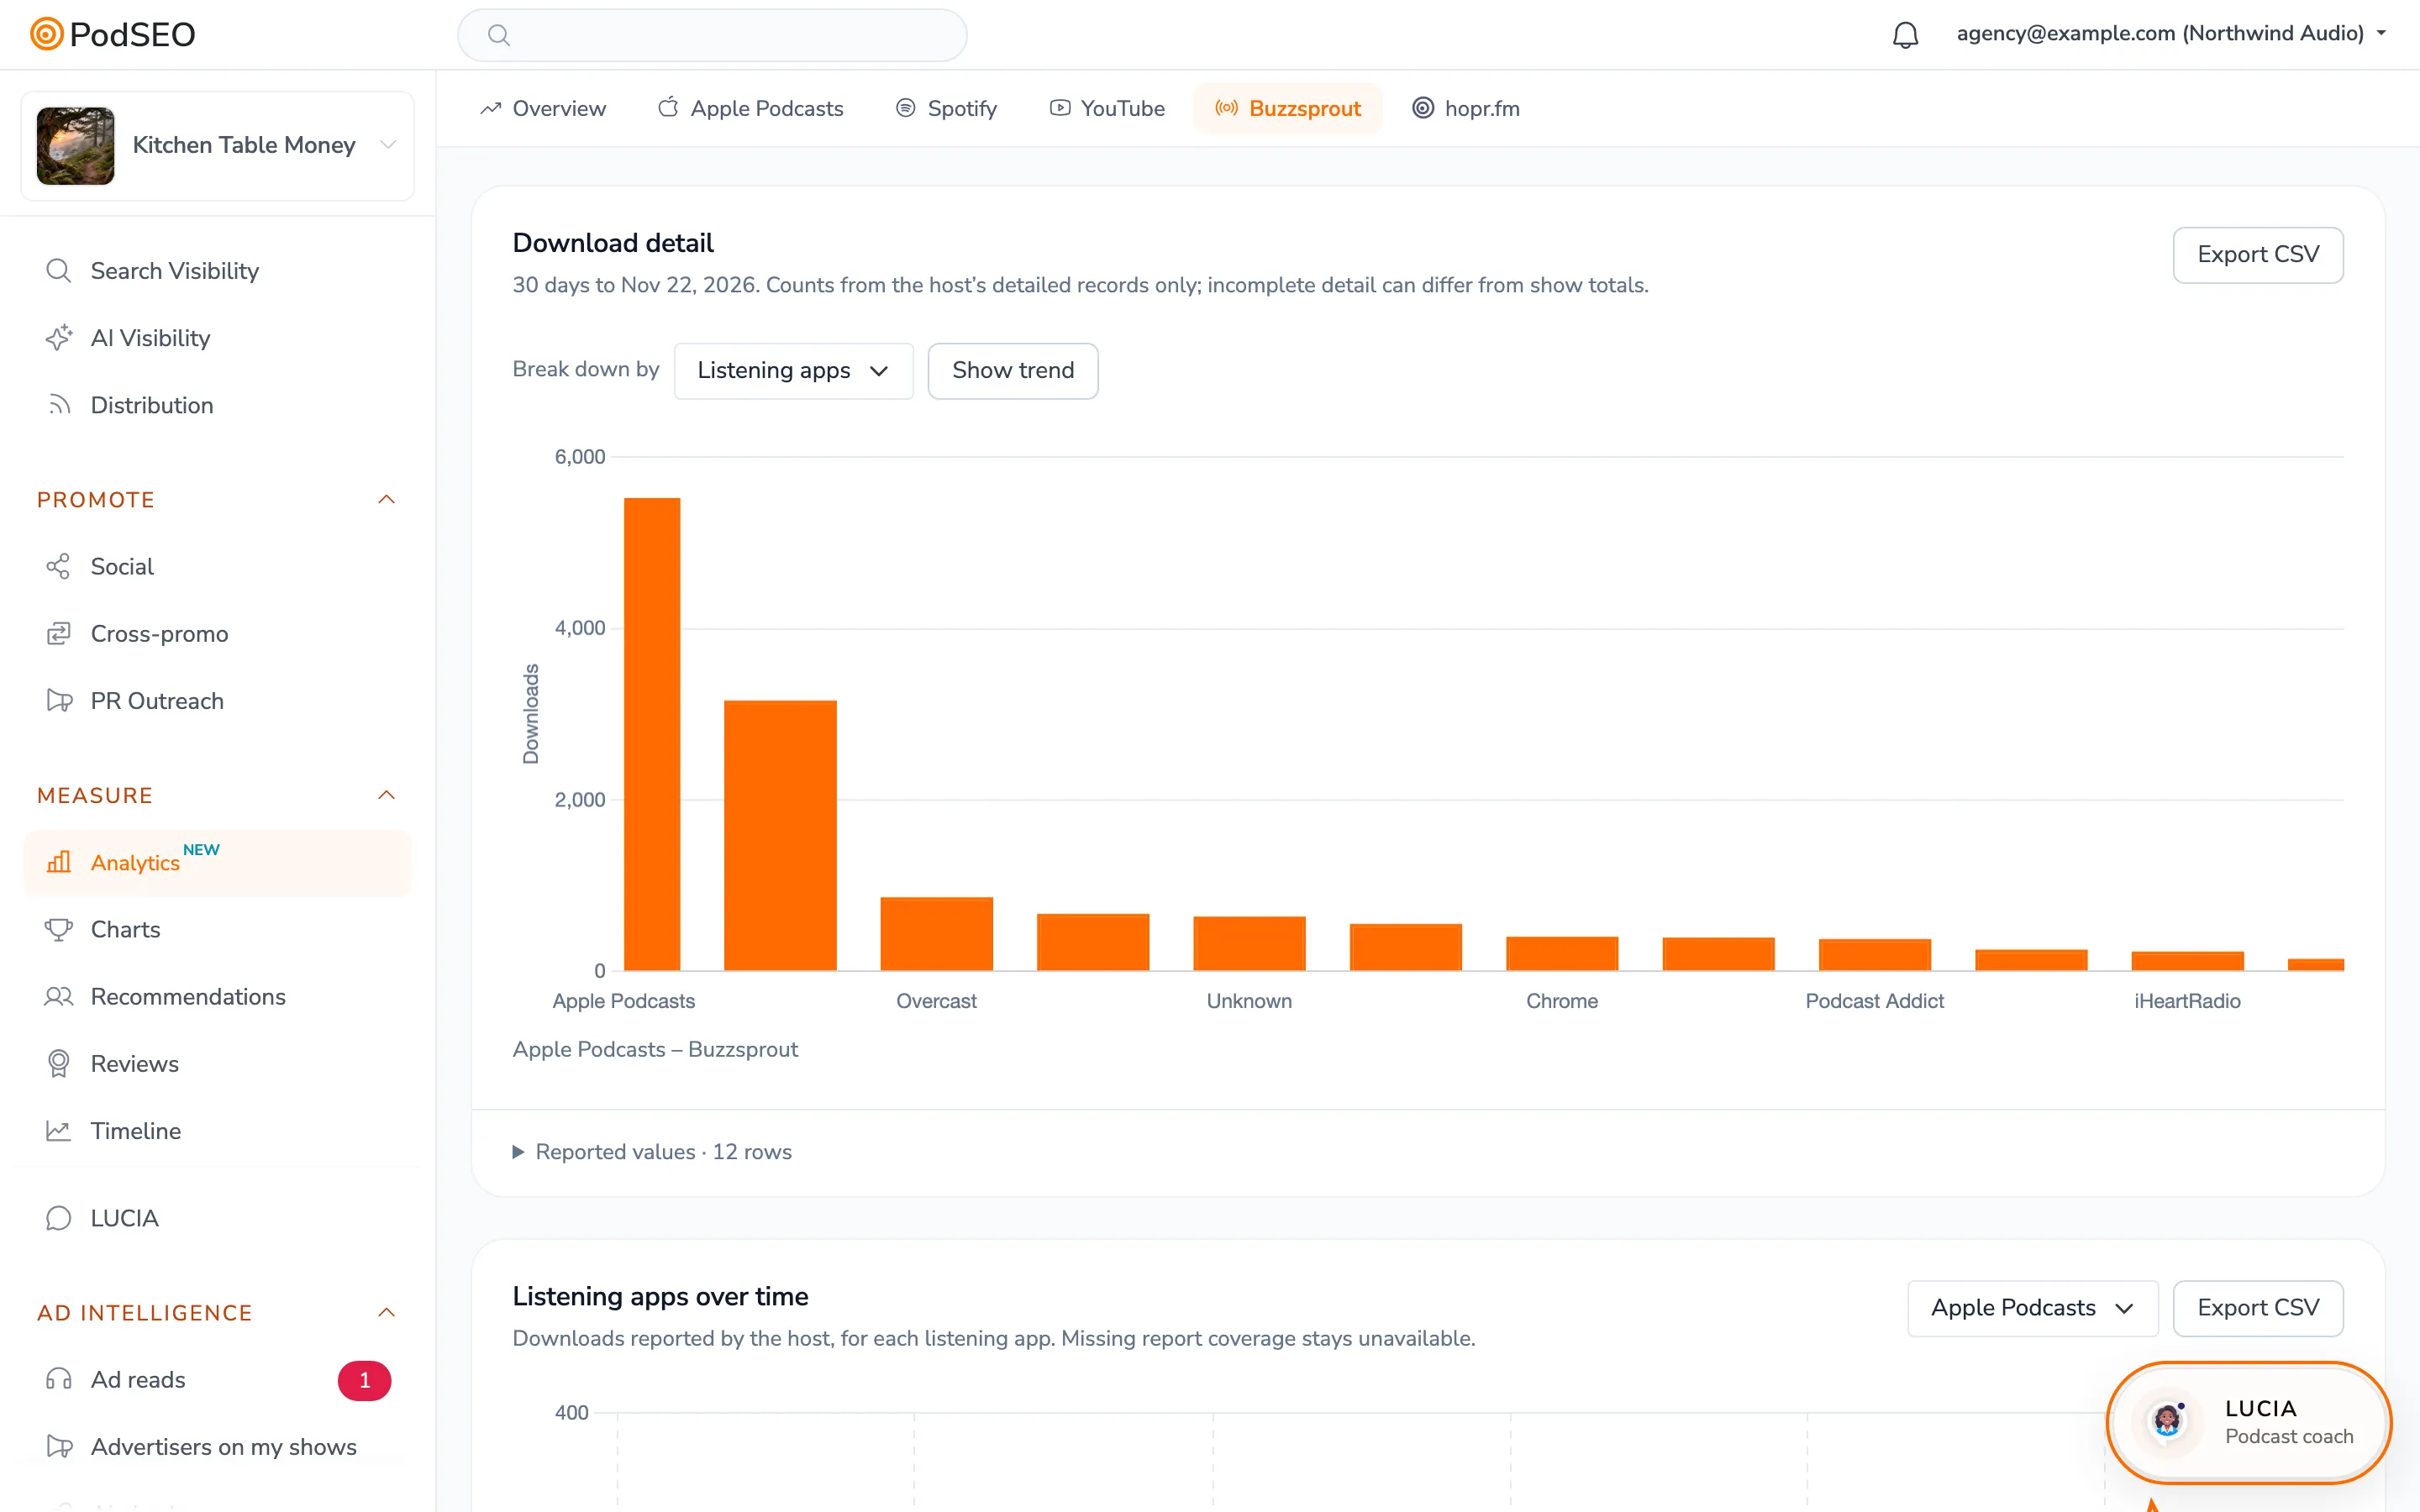 PodSEO
agency@example.com (Northwind Audio)
Kitchen Table Money
Search Visibility
AI Visibility
Distribution
PROMOTE
Social
Cross-promo
PR Outreach
MEASURE
Analytics NEW
Charts
Recommendations
Reviews
Timeline
LUCIA
AD INTELLIGENCE
Ad reads 1
Advertisers on my shows
Overview Apple Podcasts Spotify YouTube Buzzsprout hopr.fm
Download detail
Export CSV
30 days to Nov 22, 2026. Counts from the host’s detailed records only; incomplete detail can differ from show totals.
Break down by Listening apps Show trend
6,000
4,000
2,000
0
Downloads
Apple Podcasts Overcast Unknown Chrome Podcast Addict iHeartRadio
Apple Podcasts – Buzzsprout
Reported values · 12 rows
Listening apps over time
Apple Podcasts Export CSV
Downloads reported by the host, for each listening app. Missing report coverage stays unavailable.
400
LUCIA
Podcast coach